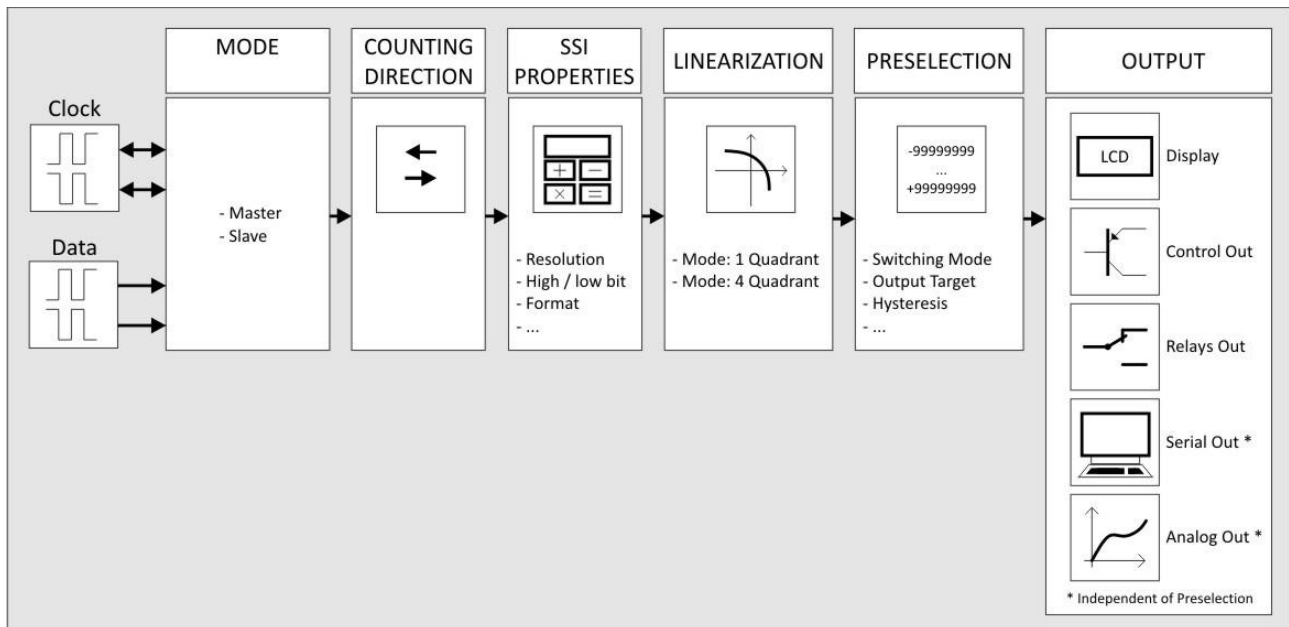 MODE
COUNTING
DIRECTION
SSI
PROPERTIES
LINEARIZATION
PRESELECTION
OUTPUT
Clock
Data
- Master
- Slave
+ −
× =
- Resolution
- High / low bit
- Format
- ...
- Mode: 1 Quadrant
- Mode: 4 Quadrant
-99999999
...
+99999999
- Switching Mode
- Output Target
- Hysteresis
- ...
LCD
Display
Control Out
Relays Out
Serial Out *
Analog Out *
* Independent of Preselection